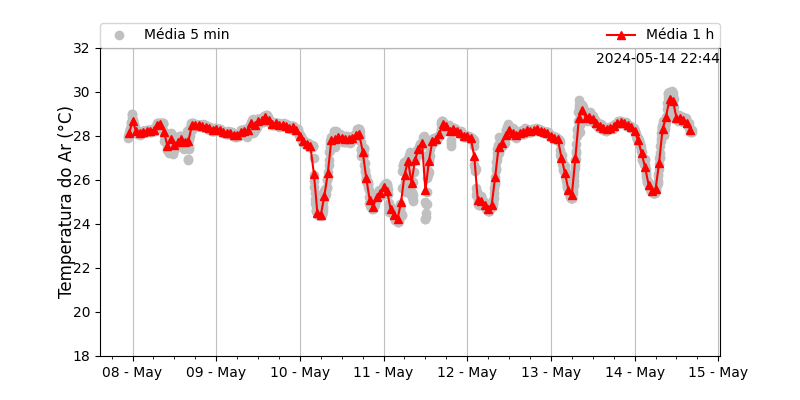 Média 5 min
Média 1 h
2024-05-14 22:44
Temperatura do Ar (°C)
32
30
28
26
24
22
20
18
08 - May
09 - May
10 - May
11 - May
12 - May
13 - May
14 - May
15 - May